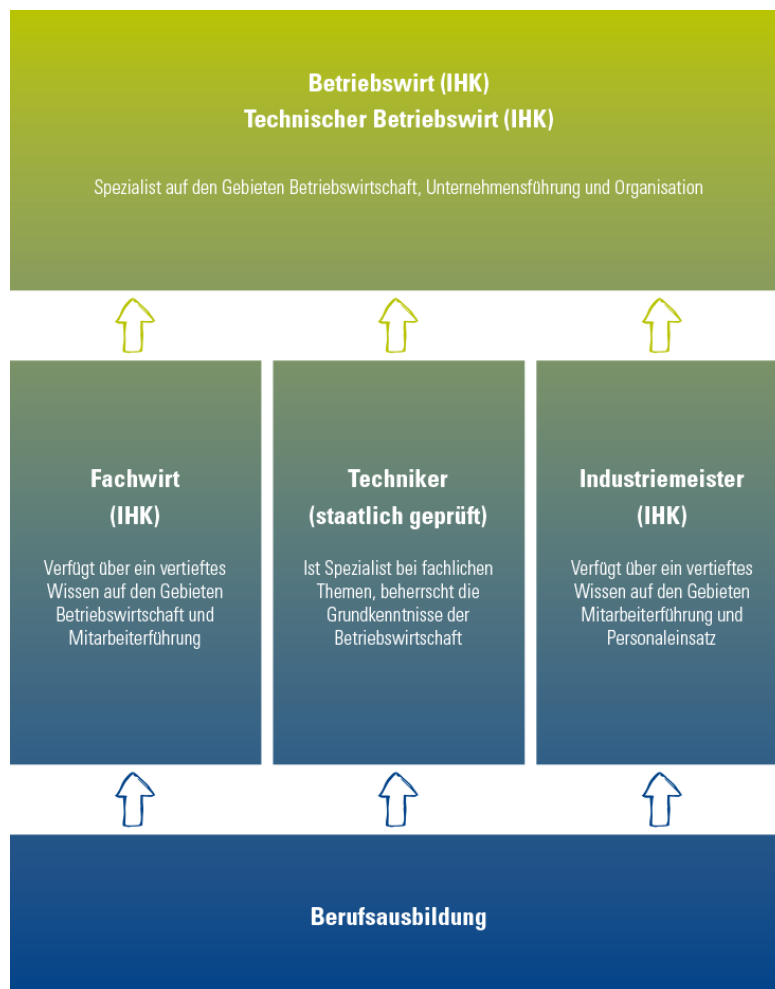 Betriebswirt (IHK)
Technischer Betriebswirt (IHK)
Spezialist auf den Gebieten Betriebswirtschaft, Unternehmensführung und Organisation
Fachwirt
(IHK)
Verfügt über ein vertieftes
Wissen auf den Gebieten
Betriebswirtschaft und
Mitarbeiterführung
Techniker
(staatlich geprüft)
Ist Spezialist bei fachlichen
Themen, beherrscht die
Grundkenntnisse der
Betriebswirtschaft
Industriemeister
(IHK)
Verfügt über ein vertieftes
Wissen auf den Gebieten
Mitarbeiterführung und
Personaleinsatz
Berufsausbildung